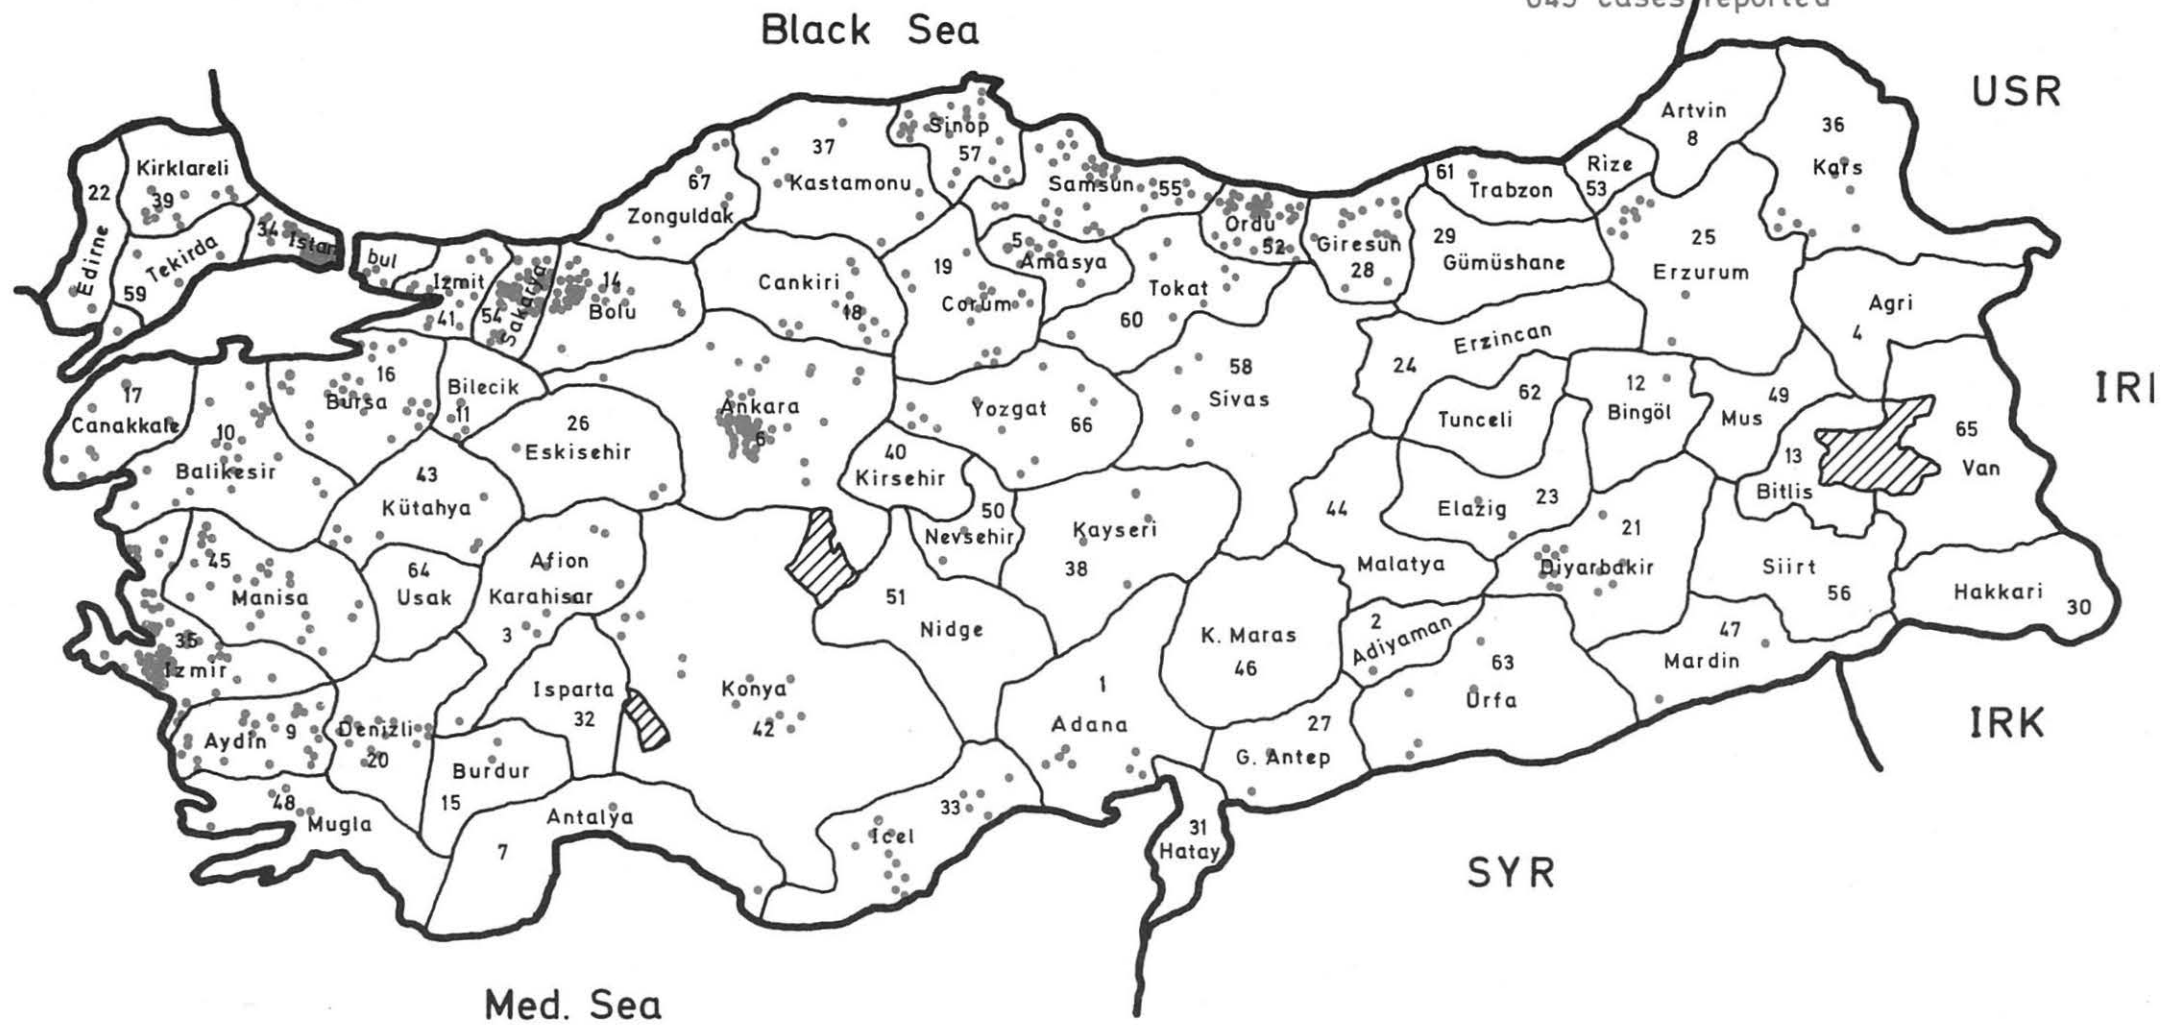 645 cases reported
Black Sea
USR
IRI
IRK
SYR
Med. Sea
22
Edirne
Kirklareli
39
Tekirda
59
34 Istan
bul
Izmit
41
54
Sakarya
14
Bolu
67
Zonguldak
37
Kastamonu
Sinop
57
Samsun 55
Ordu
52
Giresun
28
61
Trabzon
Rize
53
Artvin
8
36
Kars
29
Gümüshane
25
Erzurum
Agri
4
Cankiri
18
19
Corum
5
Amasya
Tokat
60
58
Sivas
24
Erzincan
62
Tunceli
12
Bingöl
49
Mus
13
Bitlis
65
Van
17
Canakkale
10
Balikesir
16
Bursa
Bilecik
11
26
Eskisehir
Ankara
6
Yozgat
66
40
Kirsehir
50
Nevsehir
Kayseri
38
44
Malatya
Elazig
23
21
Diyarbakir
Siirt
56
Hakkari
30
43
Kütahya
45
Manisa
64
Usak
Afion
Karahisar
3
51
Nidge
K. Maras
46
2
Adiyaman
63
Urfa
47
Mardin
35
Izmir
9
Aydin
Denizli
20
Isparta
32
Konya
42
1
Adana
27
G. Antep
Burdur
15
48
Mugla
Antalya
7
33
Icel
31
Hatay